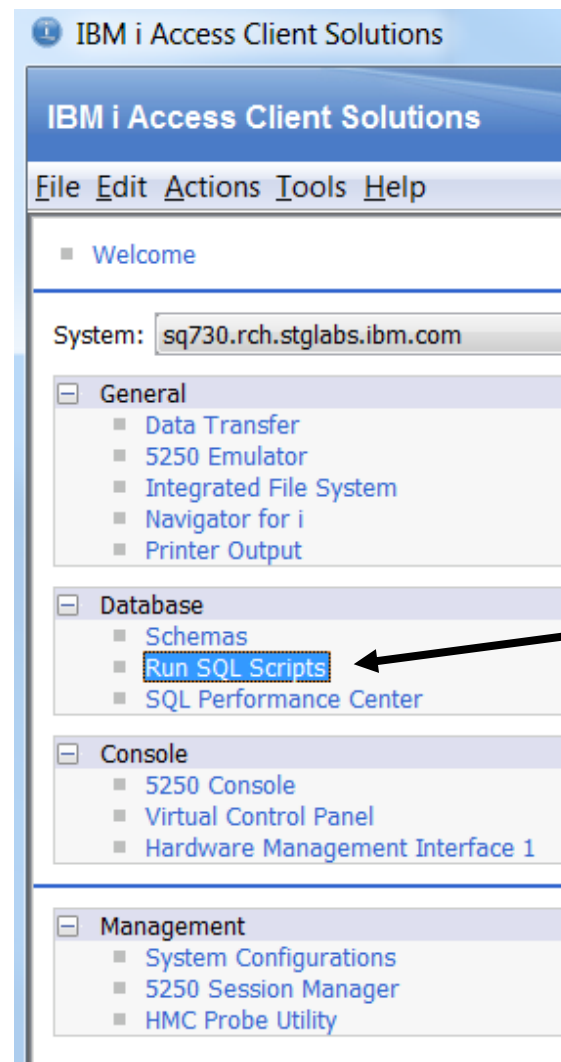 IBM i Access Client Solutions
IBM i Access Client Solutions
File Edit Actions Tools Help
Welcome
System: sq730.rch.stglabs.ibm.com
General
Data Transfer
5250 Emulator
Integrated File System
Navigator for i
Printer Output
Database
Schemas
Run SQL Scripts
SQL Performance Center
Console
5250 Console
Virtual Control Panel
Hardware Management Interface 1
Management
System Configurations
5250 Session Manager
HMC Probe Utility